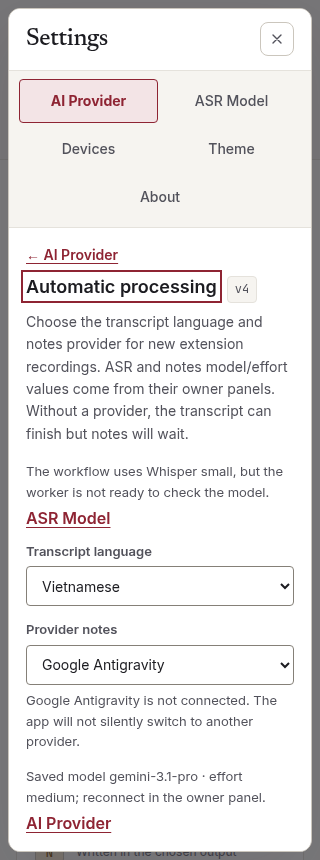 Settings
×
AI Provider
ASR Model
Devices
Theme
About
← AI Provider
Automatic processing
v4
Choose the transcript language and
notes provider for new extension
recordings. ASR and notes model/effort
values come from their owner panels.
Without a provider, the transcript can
finish but notes will wait.
The workflow uses Whisper small, but the
worker is not ready to check the model.
ASR Model
Transcript language
Vietnamese
Provider notes
Google Antigravity
Google Antigravity is not connected. The
app will not silently switch to another
provider.
Saved model gemini-3.1-pro · effort
medium; reconnect in the owner panel.
AI Provider
Written in the chosen output